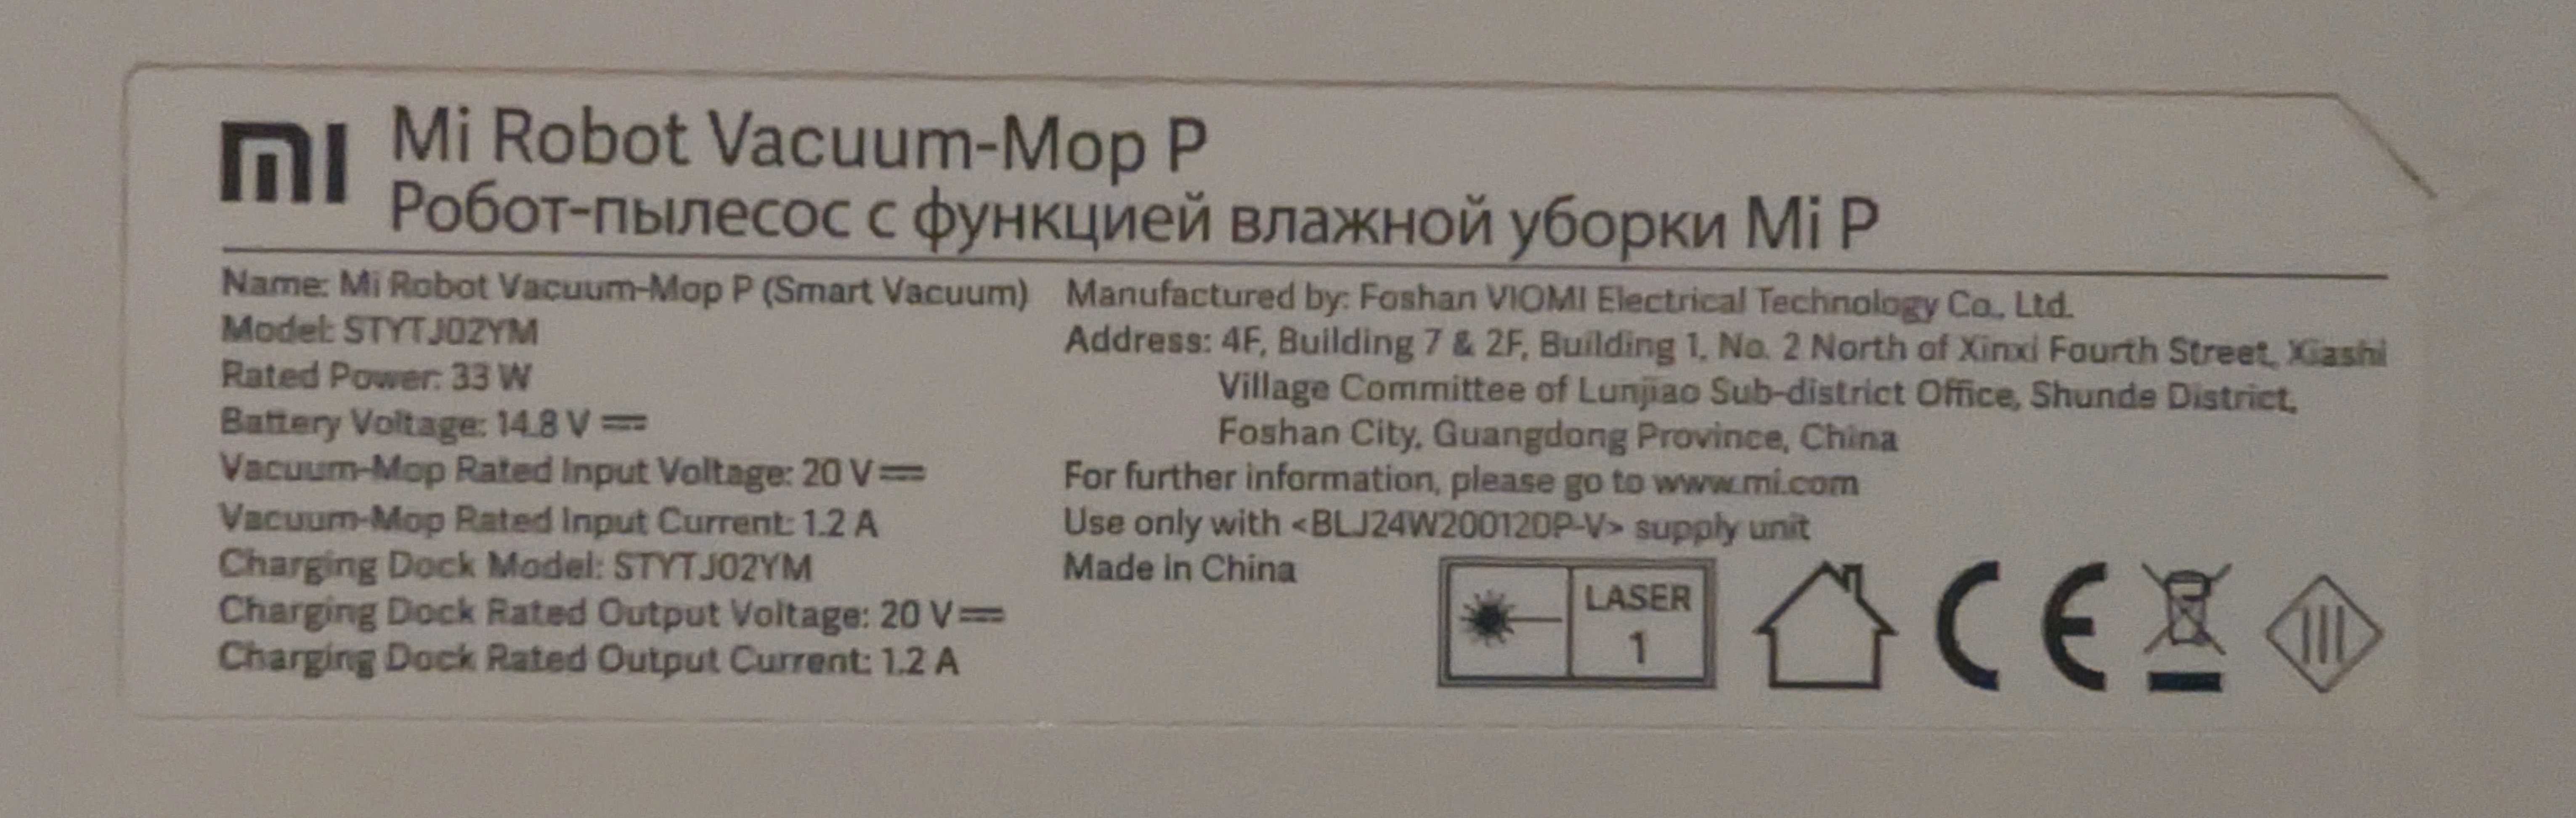 mi
Mi Robot Vacuum-Mop P
Робот-пылесос с функцией влажной уборки Mi P
Name: Mi Robot Vacuum-Mop P (Smart Vacuum)
Model: STYTJ02YM
Rated Power: 33 W
Battery Voltage: 14.8 V ⎓
Vacuum-Mop Rated Input Voltage: 20 V⎓
Vacuum-Mop Rated Input Current: 1.2 A
Charging Dock Model: STYTJ02YM
Charging Dock Rated Output Voltage: 20 V⎓
Charging Dock Rated Output Current: 1.2 A
Manufactured by: Foshan VIOMI Electrical Technology Co., Ltd.
Address: 4F, Building 7 & 2F, Building 1, No. 2 North of Xinxi Fourth Street, Xiashi
Village Committee of Lunjiao Sub-district Office, Shunde District,
Foshan City, Guangdong Province, China
For further information, please go to www.mi.com
Use only with <BLJ24W200120P-V> supply unit
Made in China
LASER
1
CE